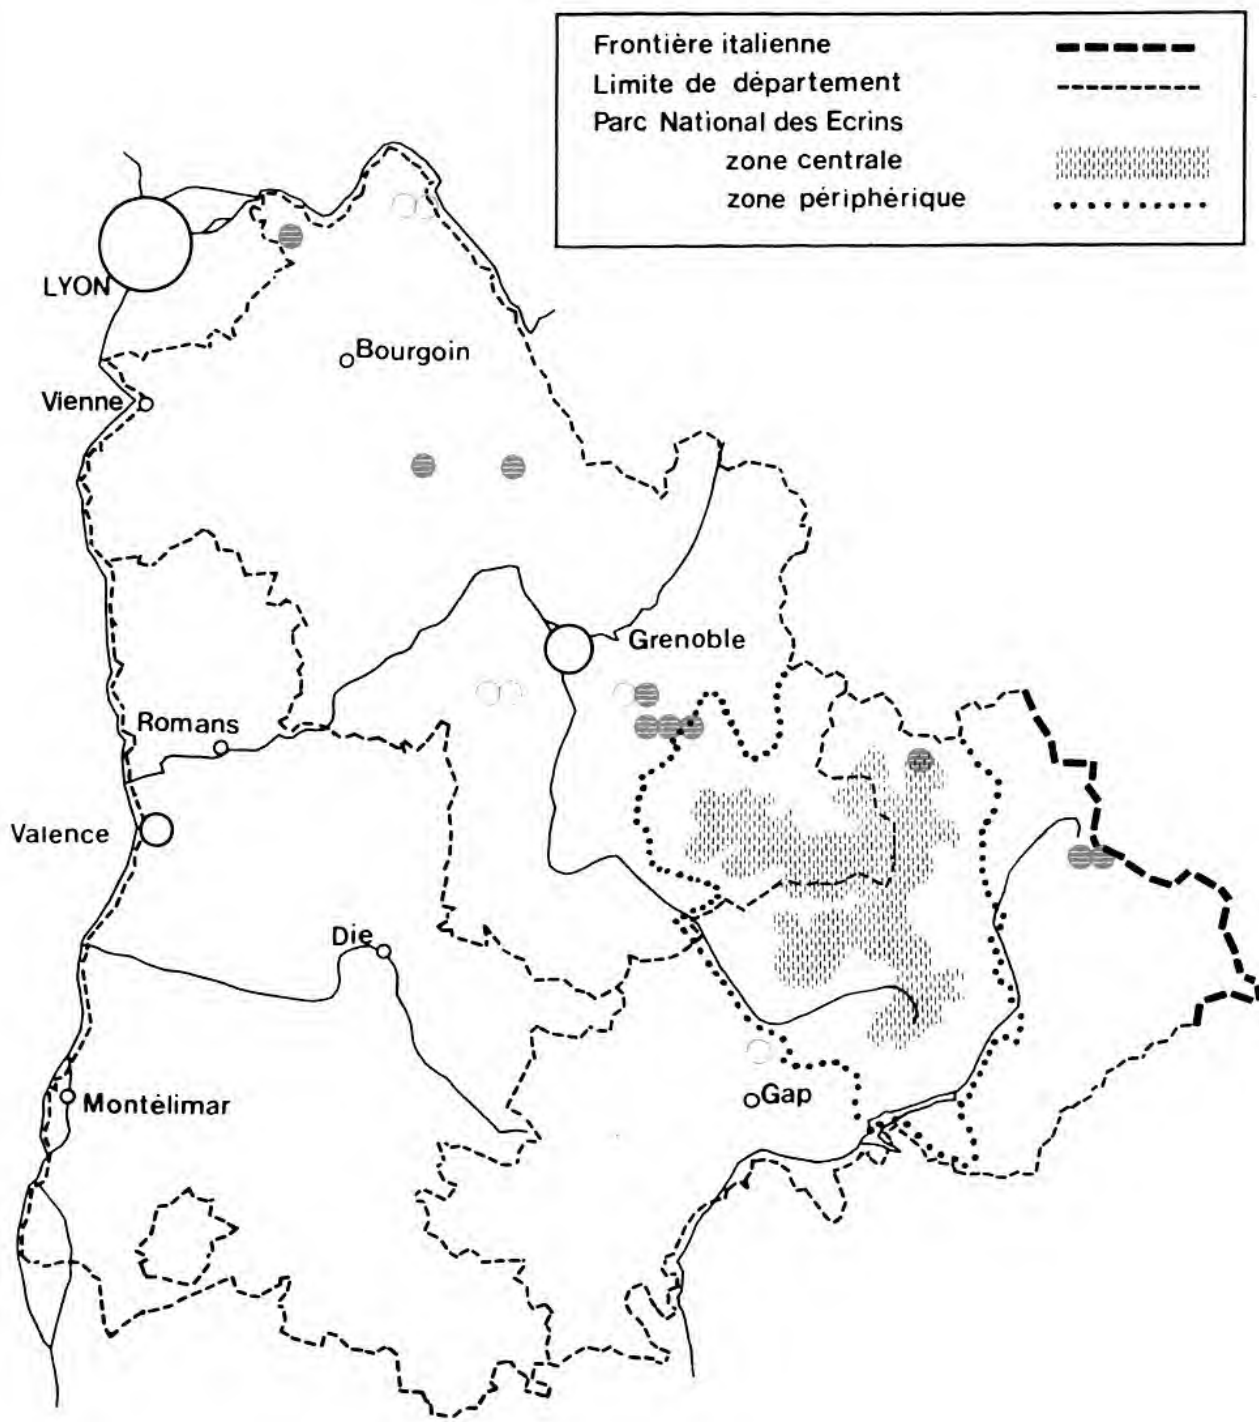 Frontière italienne
Limite de département
Parc National des Ecrins
zone centrale
zone périphérique
LYON
Bourgoin
Vienne
Grenoble
Romans
Valence
Die
Montélimar
Gap